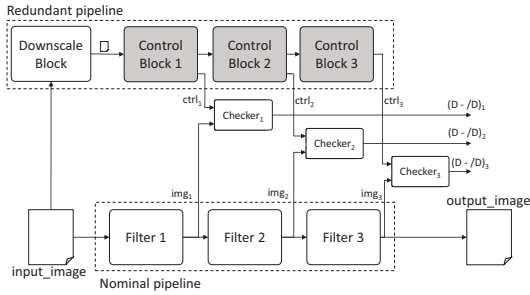 Redundant pipeline
Downscale
Block
Control
Block 1
Control
Block 2
Control
Block 3
ctrl₁
ctrl₂
ctrl₃
Checker₁
(D - /D)₁
Checker₂
(D - /D)₂
Checker₃
(D - /D)₃
img₁
img₂
img₃
input_image
Filter 1
Filter 2
Filter 3
output_image
Nominal pipeline